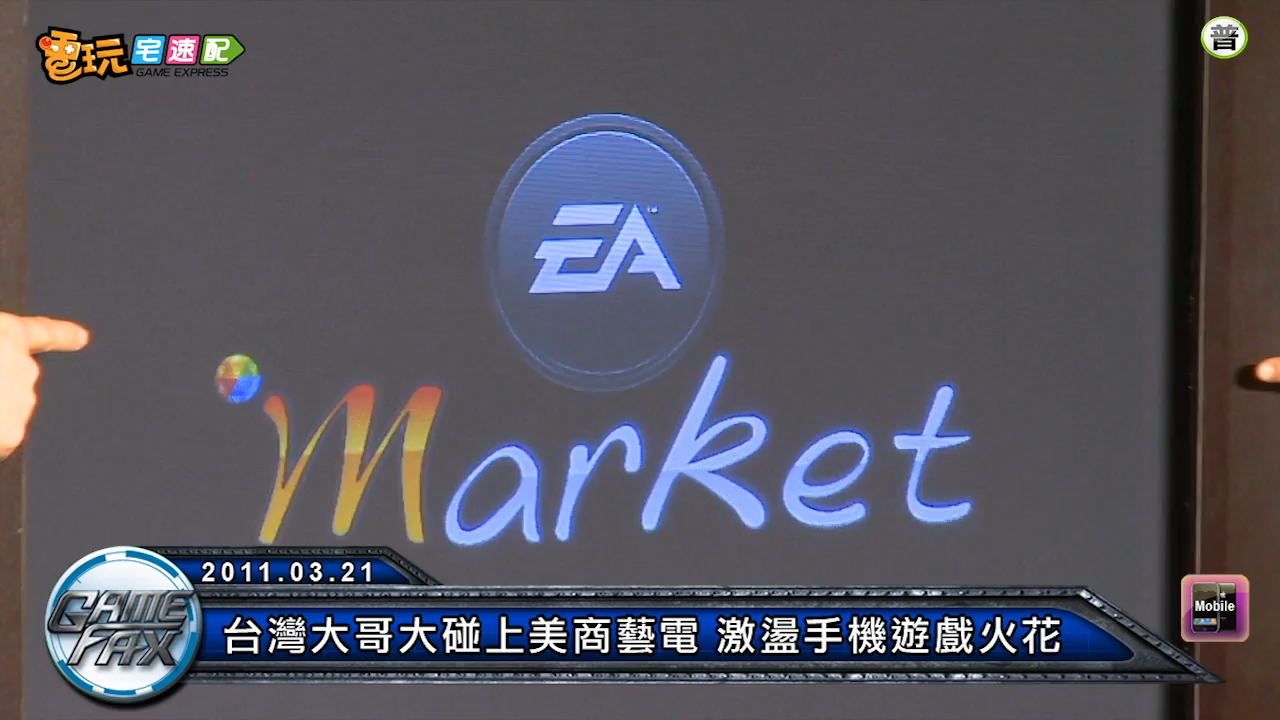 電玩宅速配
GAME EXPRESS
普
EA™
Market
2011.03.21
GAME FAX
台灣大哥大碰上美商藝電 激盪手機遊戲火花
Mobile